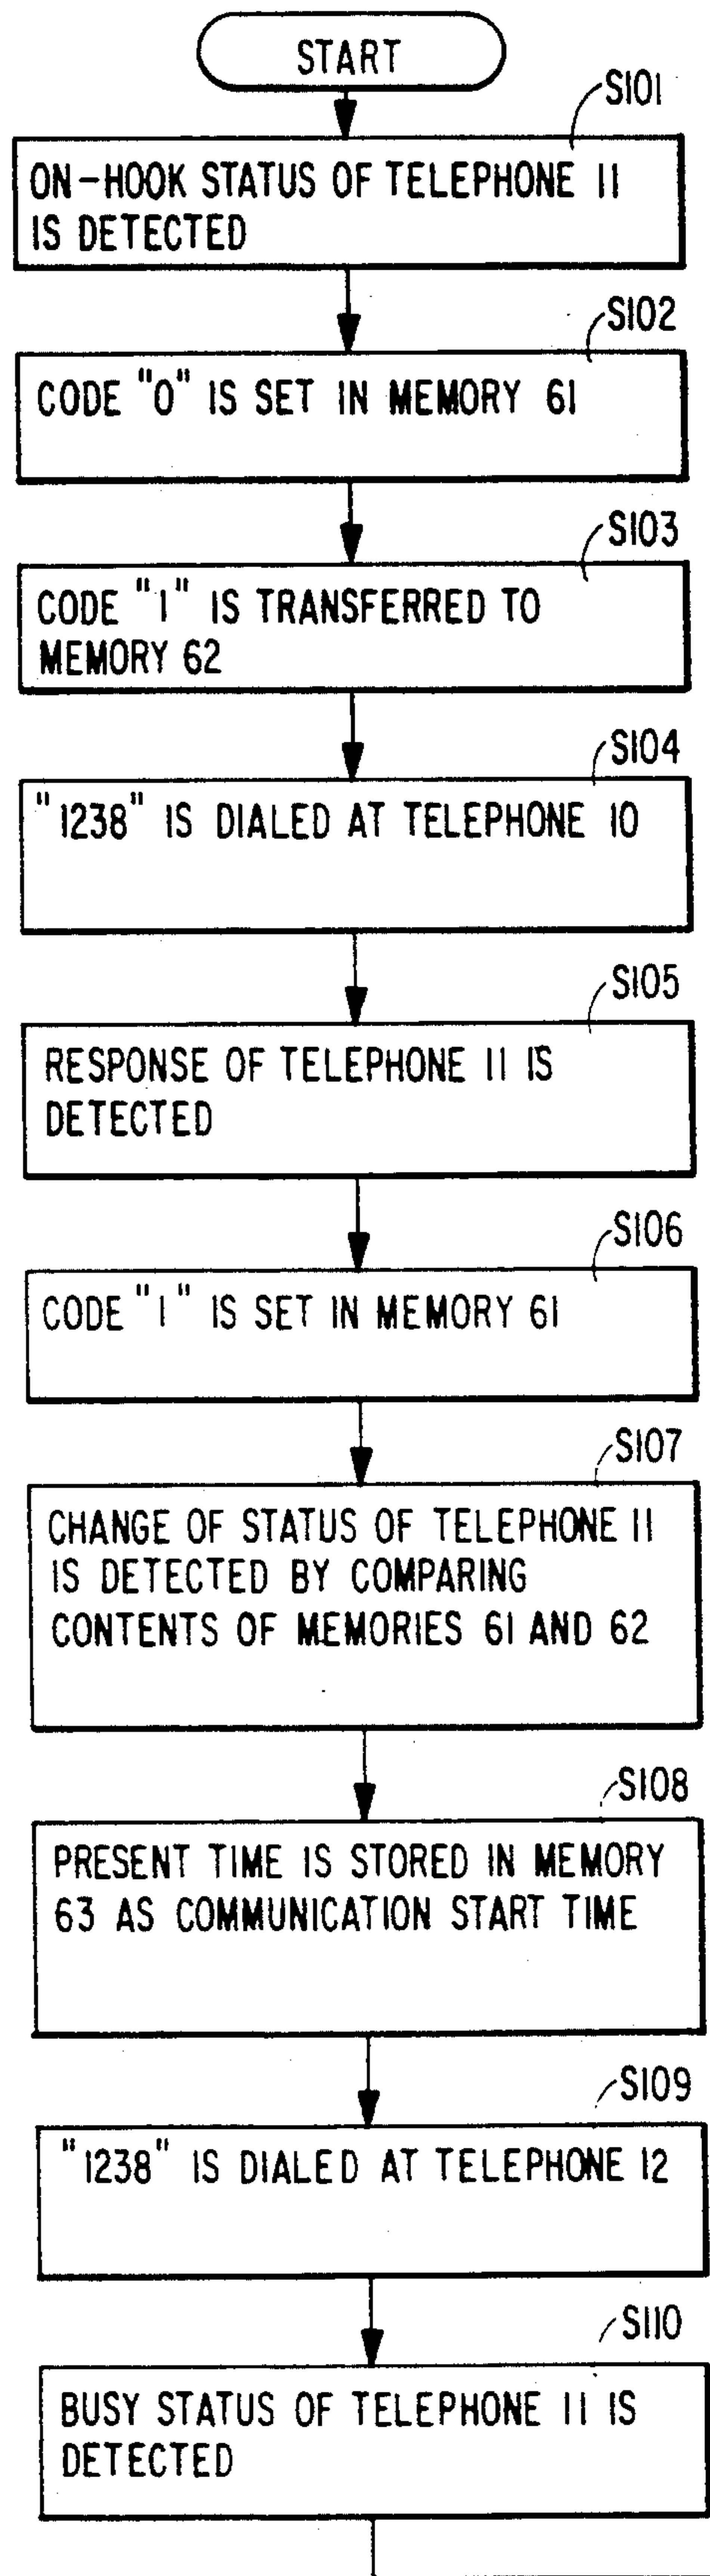 START
S101
ON-HOOK STATUS OF TELEPHONE 11
IS DETECTED
S102
CODE "0" IS SET IN MEMORY 61
S103
CODE "1" IS TRANSFERRED TO
MEMORY 62
S104
"1238" IS DIALED AT TELEPHONE 10
S105
RESPONSE OF TELEPHONE 11 IS
DETECTED
S106
CODE "1" IS SET IN MEMORY 61
S107
CHANGE OF STATUS OF TELEPHONE 11
IS DETECTED BY COMPARING
CONTENTS OF MEMORIES 61 AND 62
S108
PRESENT TIME IS STORED IN MEMORY
63 AS COMMUNICATION START TIME
S109
"1238" IS DIALED AT TELEPHONE 12
S110
BUSY STATUS OF TELEPHONE 11 IS
DETECTED